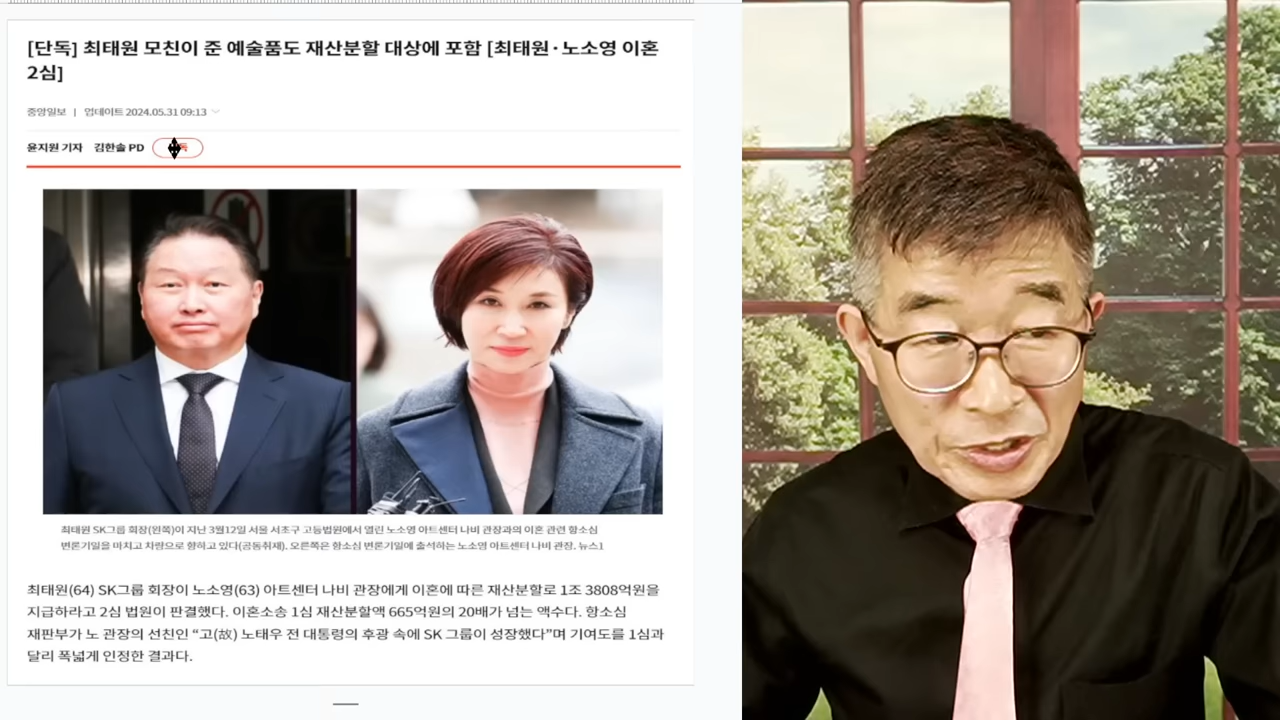 [단독] 최태원 모친이 준 예술품도 재산분할 대상에 포함 [최태원·노소영 이혼
2심]
중앙일보 | 업데이트 2024.05.31 09:13
윤지원 기자 김한솔 PD
최태원 SK그룹 회장(왼쪽)이 지난 3월12일 서울 서초구 고등법원에서 열린 노소영 아트센터 나비 관장과의 이혼 관련 항소심
변론기일을 마치고 차량으로 향하고 있다(공동취재). 오른쪽은 항소심 변론기일에 출석하는 노소영 아트센터 나비 관장. 뉴스1
최태원(64) SK그룹 회장이 노소영(63) 아트센터 나비 관장에게 이혼에 따른 재산분할로 1조 3808억원을
지급하라고 2심 법원이 판결했다. 이혼소송 1심 재산분할액 665억원의 20배가 넘는 액수다. 항소심
재판부가 노 관장의 선친인 “고(故) 노태우 전 대통령의 후광 속에 SK 그룹이 성장했다”며 기여도를 1심과
달리 폭넓게 인정한 결과다.